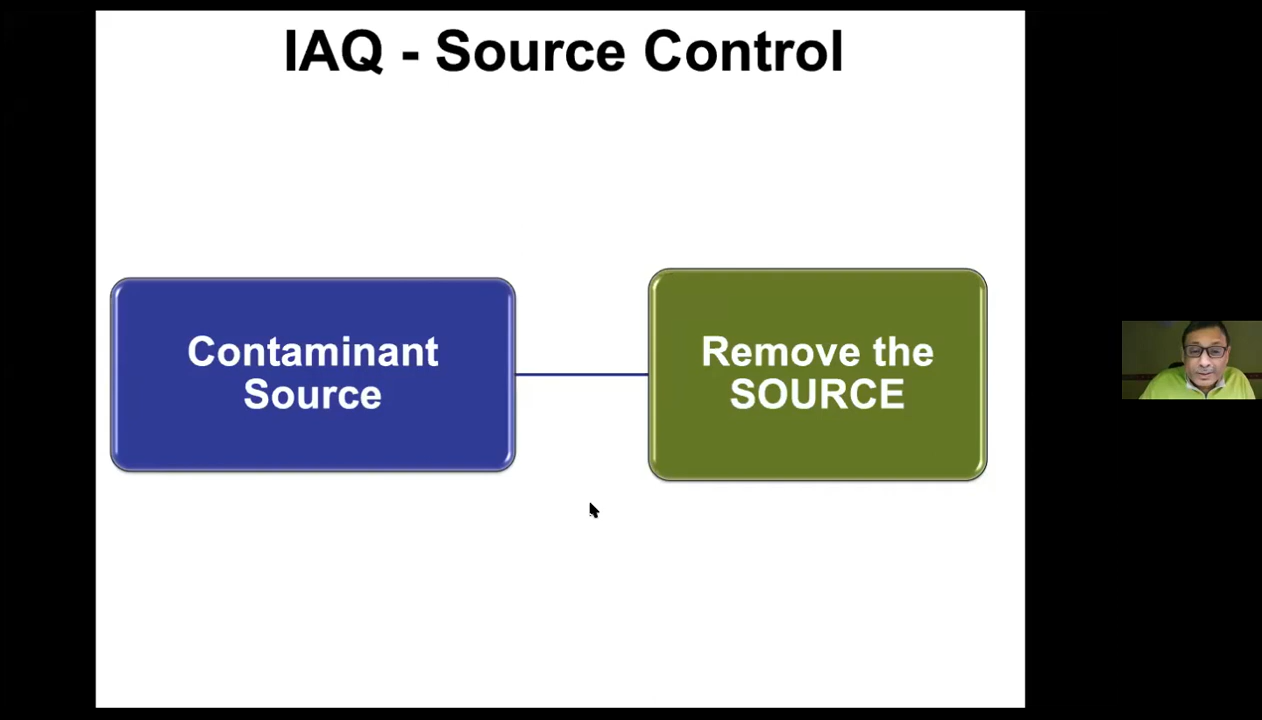 IAQ - Source Control
Contaminant
Source
Remove the
SOURCE